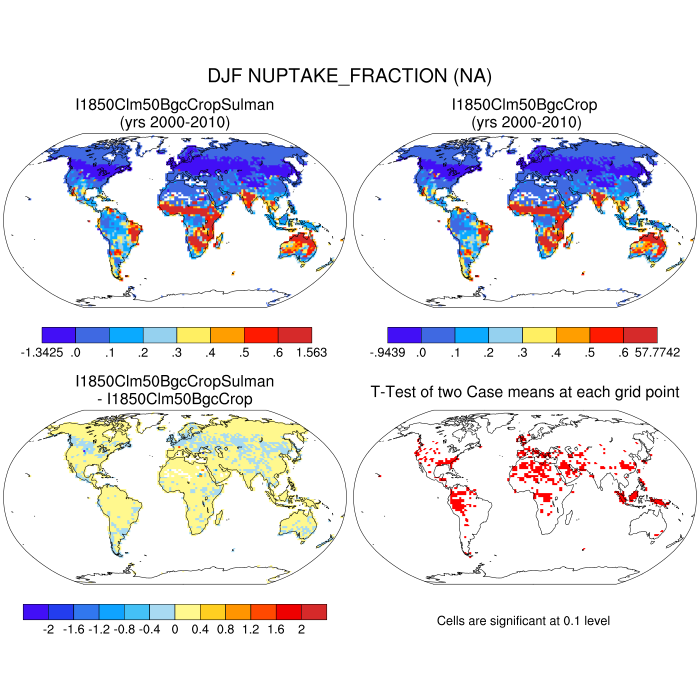 DJF NUPTAKE_FRACTION (NA)
I1850Clm50BgcCropSulman
(yrs 2000-2010)
I1850Clm50BgcCrop
(yrs 2000-2010)
-1.3425 .0 .1 .2 .3 .4 .5 .6 1.563
-.9439 .0 .1 .2 .3 .4 .5 .6 57.7742
I1850Clm50BgcCropSulman
- I1850Clm50BgcCrop
T-Test of two Case means at each grid point
-2 -1.6 -1.2 -0.8 -0.4 0 0.4 0.8 1.2 1.6 2
Cells are significant at 0.1 level